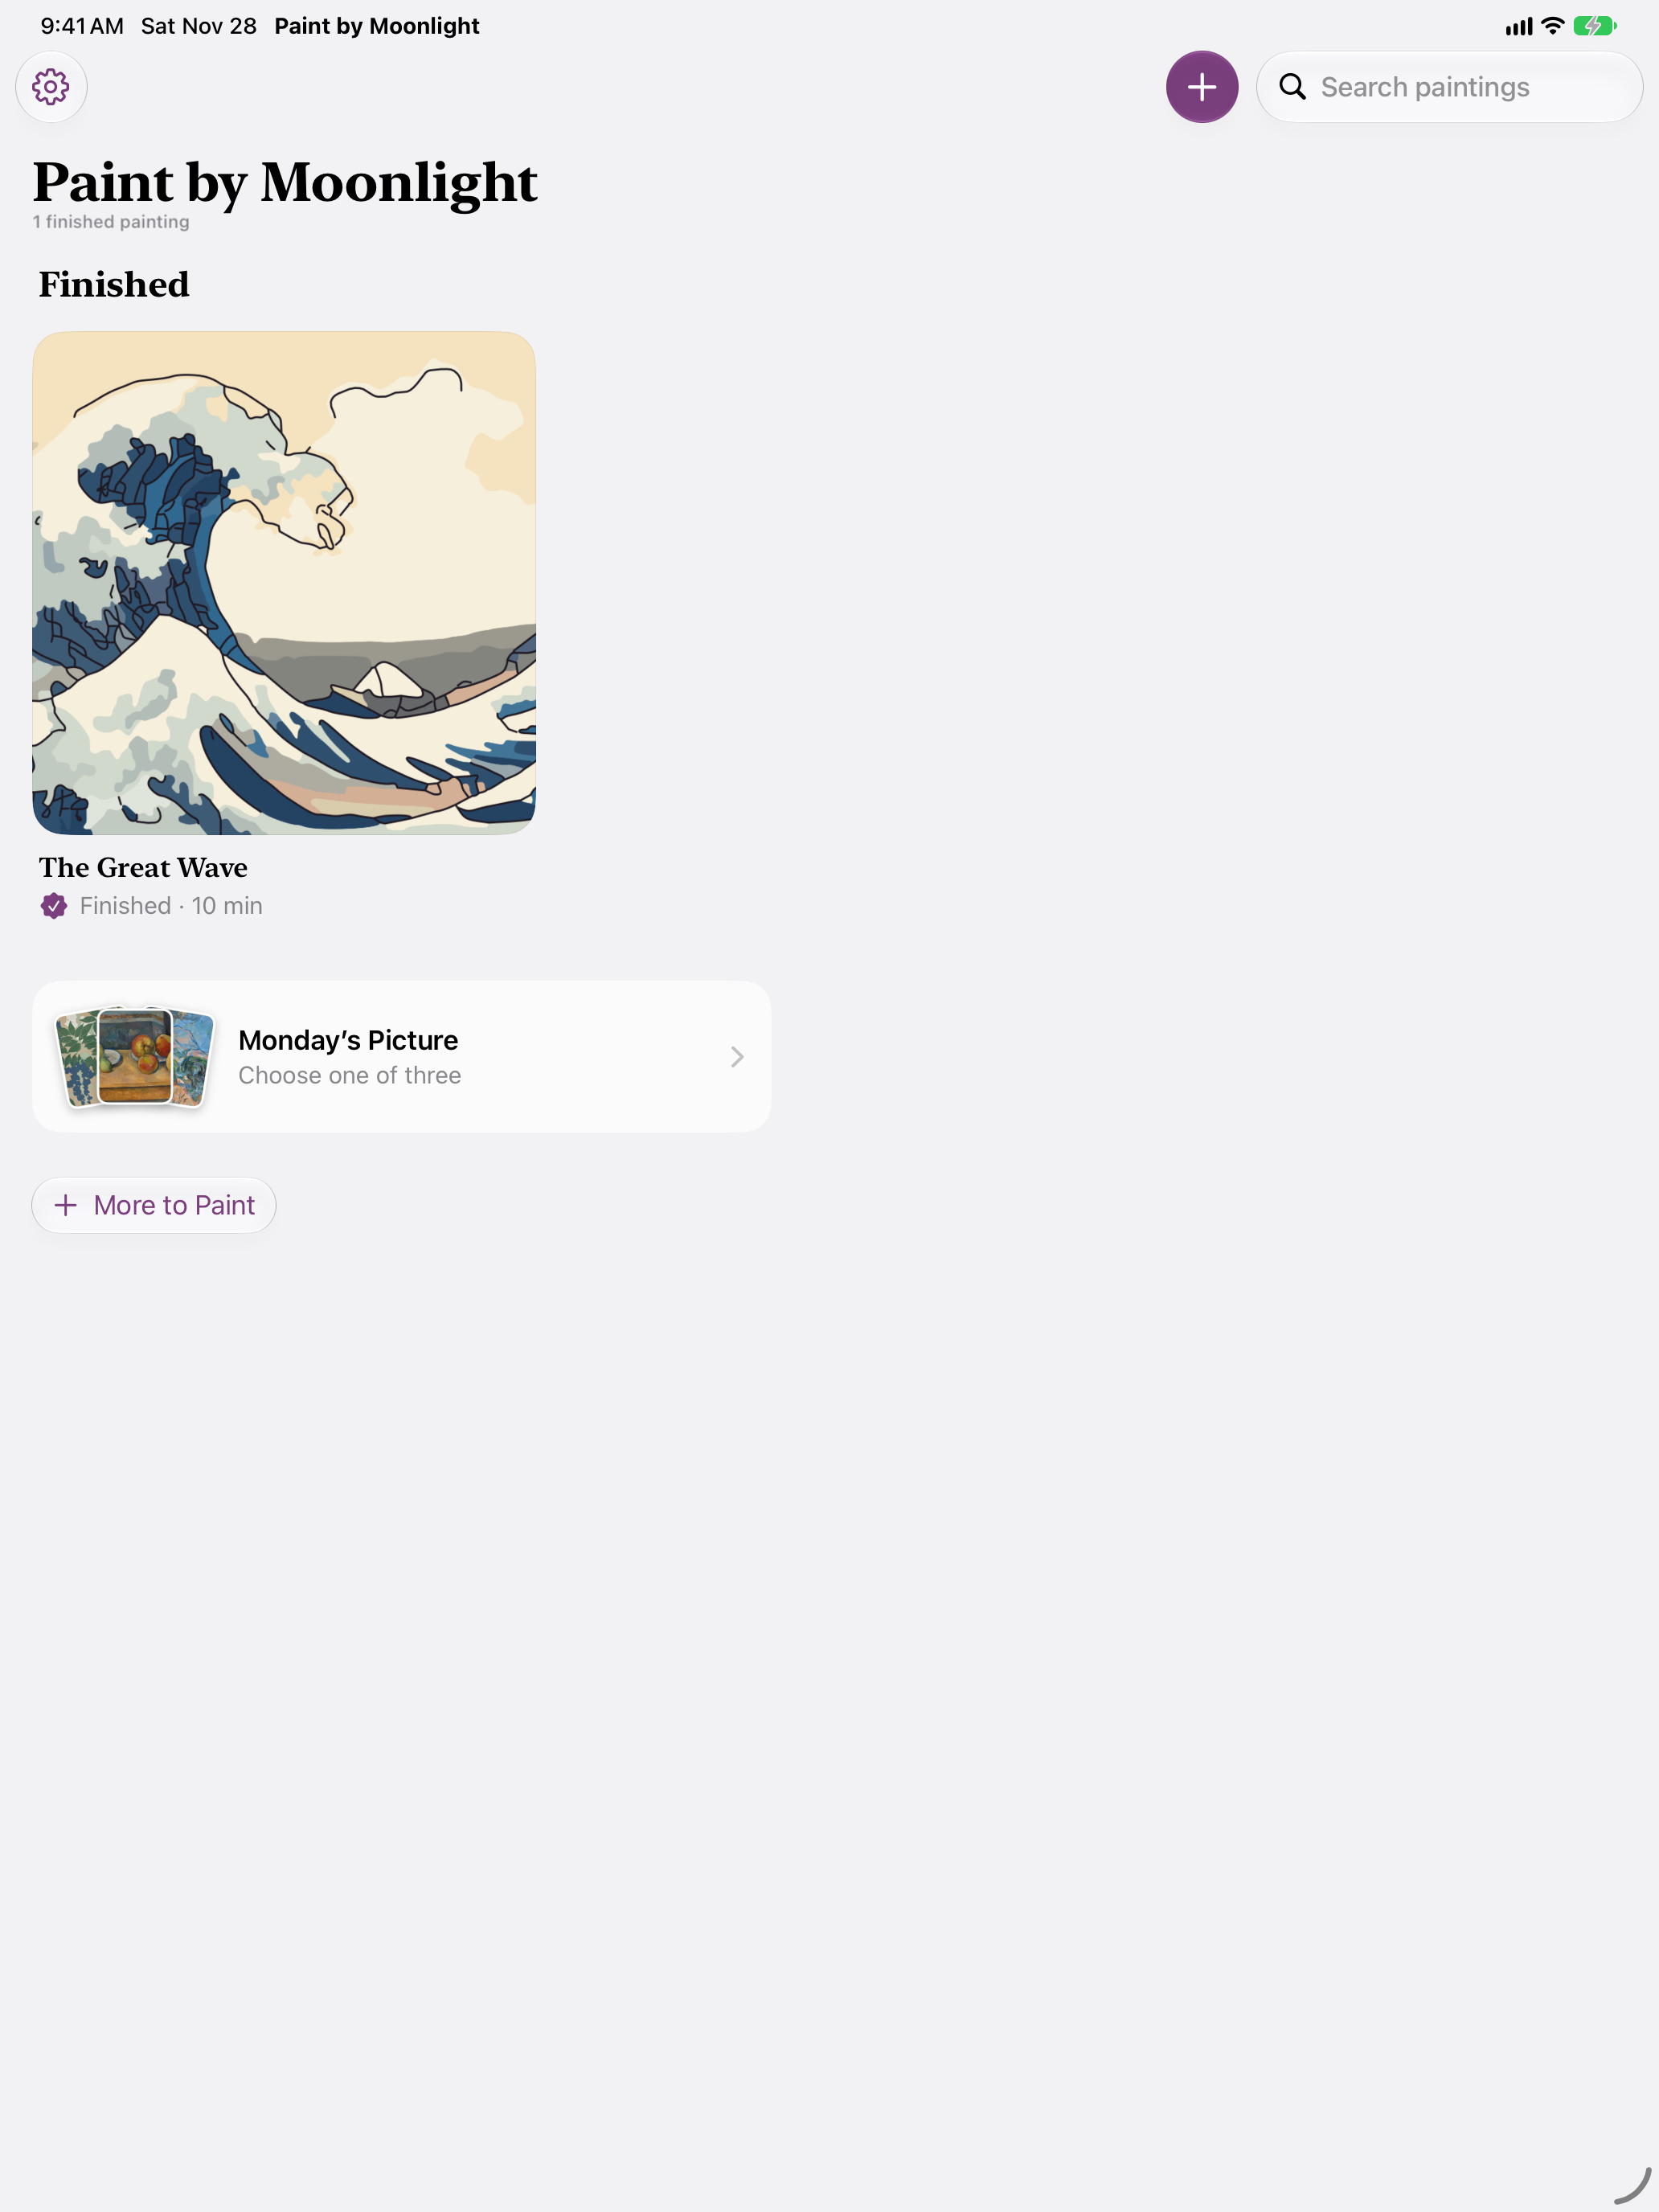 9:41 AM Sat Nov 28 Paint by Moonlight
Search paintings
Paint by Moonlight
1 finished painting
Finished
The Great Wave
Finished · 10 min
Monday’s Picture
Choose one of three
More to Paint